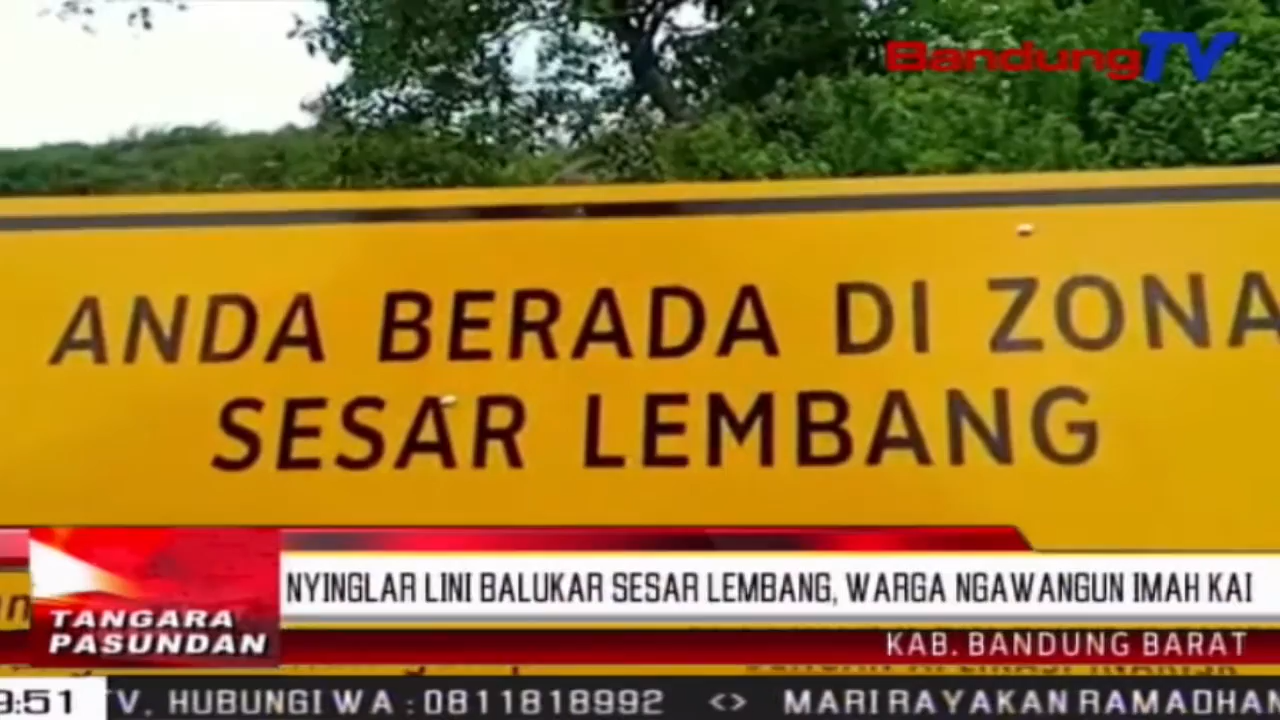 BandungTV
ANDA BERADA DI ZONA
SESAR LEMBANG
NYINGLAR LINI BALUKAR SESAR LEMBANG, WARGA NGAWANGUN IMAH KAI
TANGARA
PASUNDAN
KAB. BANDUNG BARAT
9:51 TV. HUBUNGI WA : 0811818992 <> MARI RAYAKAN RAMADHAN